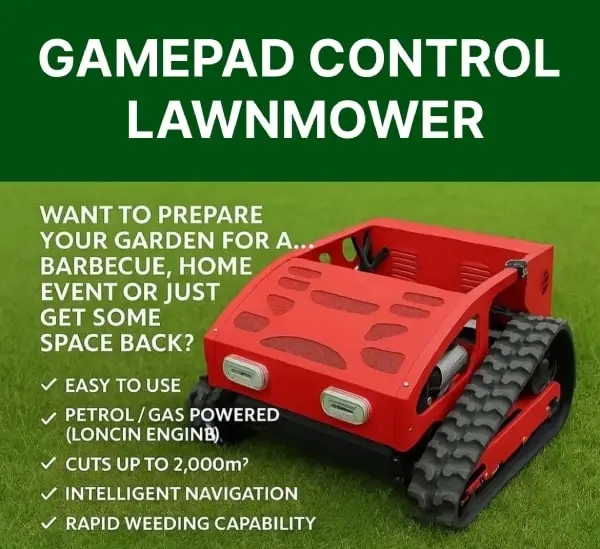 GAMEPAD CONTROL
LAWNMOWER
WANT TO PREPARE
YOUR GARDEN FOR A...
BARBECUE, HOME
EVENT OR JUST
GET SOME
SPACE BACK?
✓ EASY TO USE
✓ PETROL / GAS POWERED
(LONCIN ENGINE)
✓ CUTS UP TO 2,000m²
✓ INTELLIGENT NAVIGATION
✓ RAPID WEEDING CAPABILITY